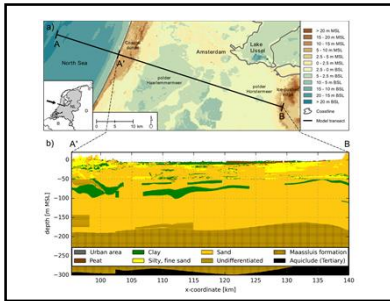 a)
A
North Sea
Coastal dunes
A'
Amsterdam
Lake IJssel
polder Haarlemmermeer
polder Horstermeer
B
0 5 10 km
> 20 m MSL
15 - 20 m MSL
10 - 15 m MSL
5 - 10 m MSL
2.5 - 5 m MSL
0 - 2.5 m MSL
2.5 - 0 m BSL
5 - 2.5 m BSL
10 - 5 m BSL
15 - 10 m BSL
20 - 15 m BSL
> 20 m BSL
Coastline
Model transect
b)
A' B
depth [m MSL]
0
−50
−100
−150
−200
−250
−300
Urban area
Peat
Clay
Silty, fine sand
Sand
Undifferentiated
Maassluis formation
Aquiclude (Tertiary)
100 105 110 115 120 125 130 135 140
x-coordinate [km]